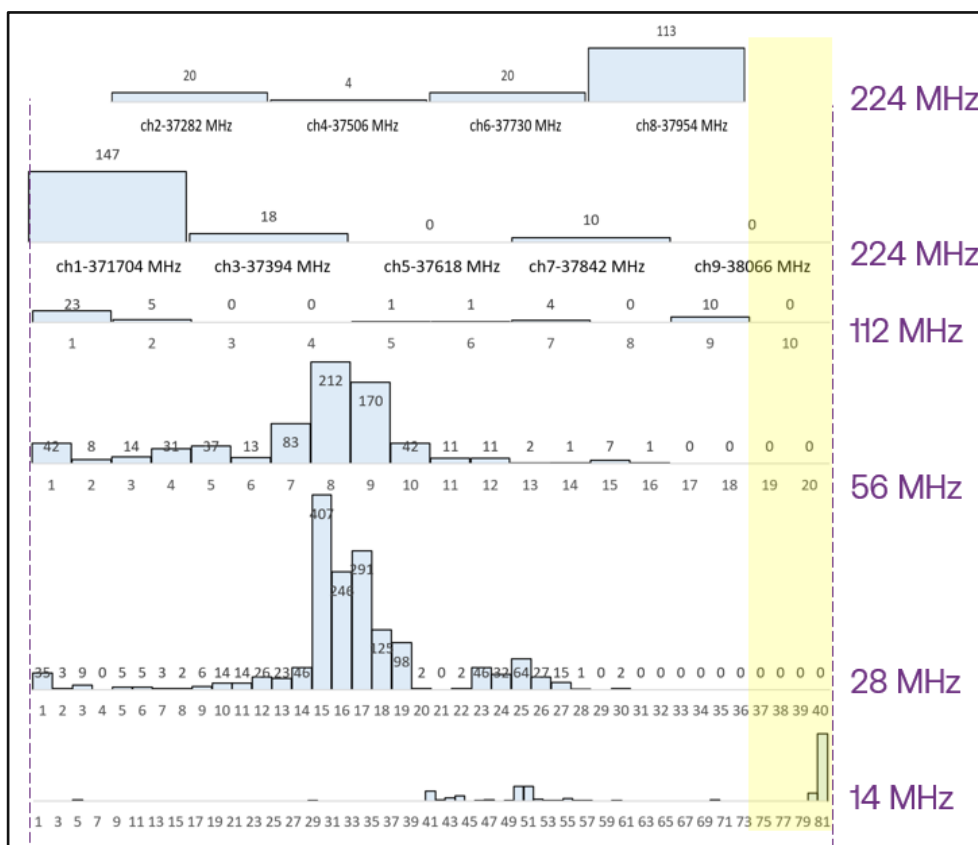 113
20 4 20
224 MHz
ch2-37282 MHz ch4-37506 MHz ch6-37730 MHz ch8-37954 MHz
147
18 0 10 0
224 MHz
ch1-371704 MHz ch3-37394 MHz ch5-37618 MHz ch7-37842 MHz ch9-38066 MHz
23 5 0 0 1 1 4 0 10 0
112 MHz
1 2 3 4 5 6 7 8 9 10
42 8 14 31 37 13 83 212 170 42 11 11 2 1 7 1 0 0 0 0
56 MHz
1 2 3 4 5 6 7 8 9 10 11 12 13 14 15 16 17 18 19 20
35 3 9 0 5 5 3 2 6 14 14 26 23 46 407 246 291 125 98 2 0 2 46 32 64 27 15 1 0 2 0 0 0 0 0 0 0 0 0 0
28 MHz
1 2 3 4 5 6 7 8 9 10 11 12 13 14 15 16 17 18 19 20 21 22 23 24 25 26 27 28 29 30 31 32 33 34 35 36 37 38 39 40
14 MHz
1 3 5 7 9 11 13 15 17 19 21 23 25 27 29 31 33 35 37 39 41 43 45 47 49 51 53 55 57 59 61 63 65 67 69 71 73 75 77 79 81